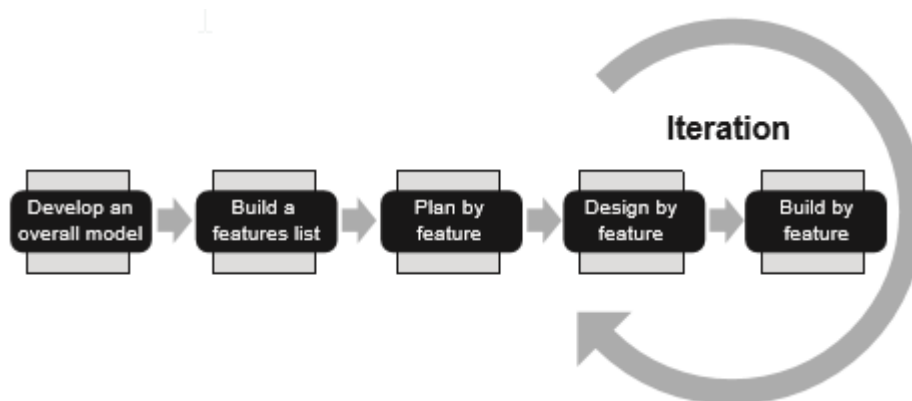 Iteration
Develop an
overall model
Build a
features list
Plan by
feature
Design by
feature
Build by
feature